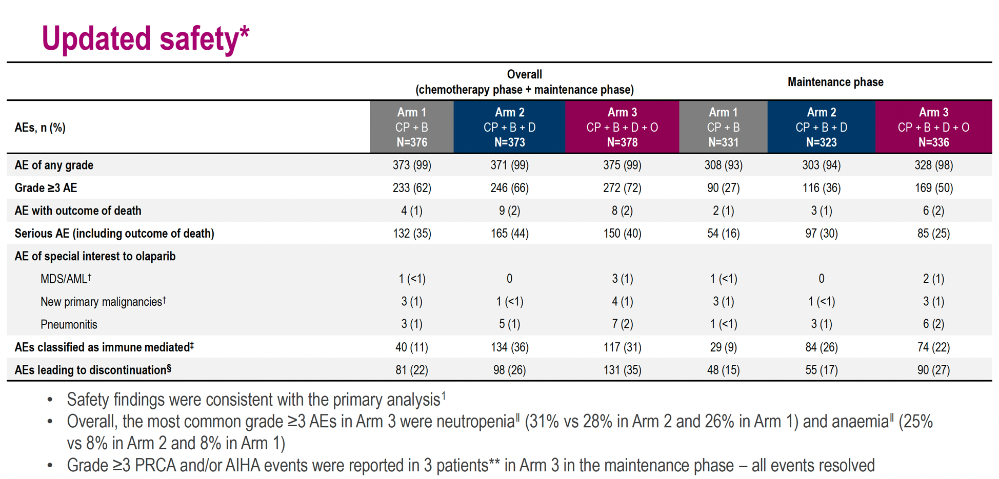 Updated safety*
Overall
(chemotherapy phase + maintenance phase)
Maintenance phase
AEs, n (%)
Arm 1
CP + B
N=376
Arm 2
CP + B + D
N=373
Arm 3
CP + B + D + O
N=378
Arm 1
CP + B
N=331
Arm 2
CP + B + D
N=323
Arm 3
CP + B + D + O
N=336
AE of any grade 373 (99) 371 (99) 375 (99) 308 (93) 303 (94) 328 (98)
Grade ≥3 AE 233 (62) 246 (66) 272 (72) 90 (27) 116 (36) 169 (50)
AE with outcome of death 4 (1) 9 (2) 8 (2) 2 (1) 3 (1) 6 (2)
Serious AE (including outcome of death) 132 (35) 165 (44) 150 (40) 54 (16) 97 (30) 85 (25)
AE of special interest to olaparib
MDS/AML† 1 (<1) 0 3 (1) 1 (<1) 0 2 (1)
New primary malignancies† 3 (1) 1 (<1) 4 (1) 3 (1) 1 (<1) 3 (1)
Pneumonitis 3 (1) 5 (1) 7 (2) 1 (<1) 3 (1) 6 (2)
AEs classified as immune mediated‡ 40 (11) 134 (36) 117 (31) 29 (9) 84 (26) 74 (22)
AEs leading to discontinuation§ 81 (22) 98 (26) 131 (35) 48 (15) 55 (17) 90 (27)
• Safety findings were consistent with the primary analysis¹
• Overall, the most common grade ≥3 AEs in Arm 3 were neutropenia‖ (31% vs 28% in Arm 2 and 26% in Arm 1) and anaemia‖ (25%
vs 8% in Arm 2 and 8% in Arm 1)
• Grade ≥3 PRCA and/or AIHA events were reported in 3 patients** in Arm 3 in the maintenance phase – all events resolved